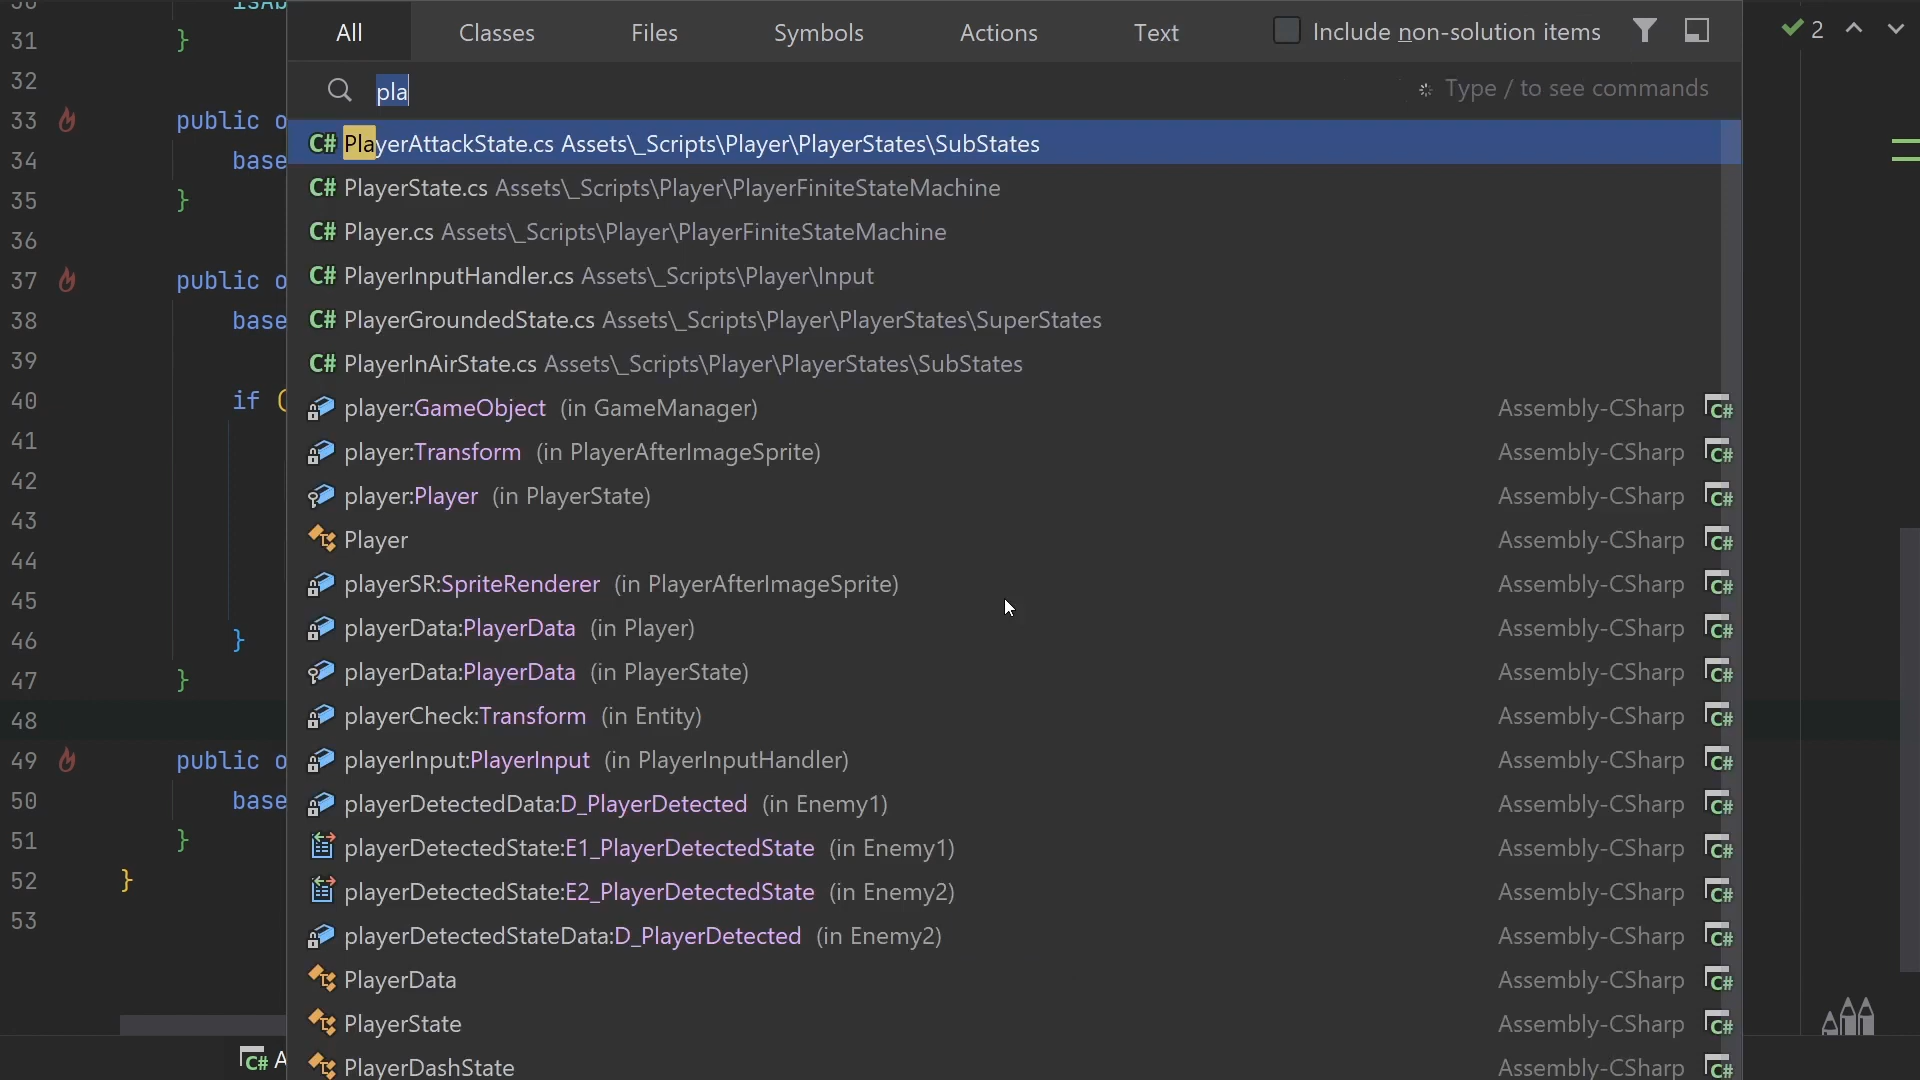 All Classes Files Symbols Actions Text Include non-solution items 2
pla Type / to see commands
C# PlayerAttackState.cs Assets\_Scripts\Player\PlayerStates\SubStates
C# PlayerState.cs Assets\_Scripts\Player\PlayerFiniteStateMachine
C# Player.cs Assets\_Scripts\Player\PlayerFiniteStateMachine
C# PlayerInputHandler.cs Assets\_Scripts\Player\Input
C# PlayerGroundedState.cs Assets\_Scripts\Player\PlayerStates\SuperStates
C# PlayerInAirState.cs Assets\_Scripts\Player\PlayerStates\SubStates
player:GameObject (in GameManager) Assembly-CSharp C#
player:Transform (in PlayerAfterImageSprite) Assembly-CSharp C#
player:Player (in PlayerState) Assembly-CSharp C#
Player Assembly-CSharp C#
playerSR:SpriteRenderer (in PlayerAfterImageSprite) Assembly-CSharp C#
playerData:PlayerData (in Player) Assembly-CSharp C#
playerData:PlayerData (in PlayerState) Assembly-CSharp C#
playerCheck:Transform (in Entity) Assembly-CSharp C#
playerInput:PlayerInput (in PlayerInputHandler) Assembly-CSharp C#
playerDetectedData:D_PlayerDetected (in Enemy1) Assembly-CSharp C#
playerDetectedState:E1_PlayerDetectedState (in Enemy1) Assembly-CSharp C#
playerDetectedState:E2_PlayerDetectedState (in Enemy2) Assembly-CSharp C#
playerDetectedStateData:D_PlayerDetected (in Enemy2) Assembly-CSharp C#
PlayerData Assembly-CSharp C#
PlayerState Assembly-CSharp C#
PlayerDashState Assembly-CSharp C#
31 }
32
33 public o
34 base
35 }
36
37 public o
38 base
39
40 if (
41
42
43
44
45
46 }
47 }
48
49 public o
50 base
51 }
52 }
53
C# A